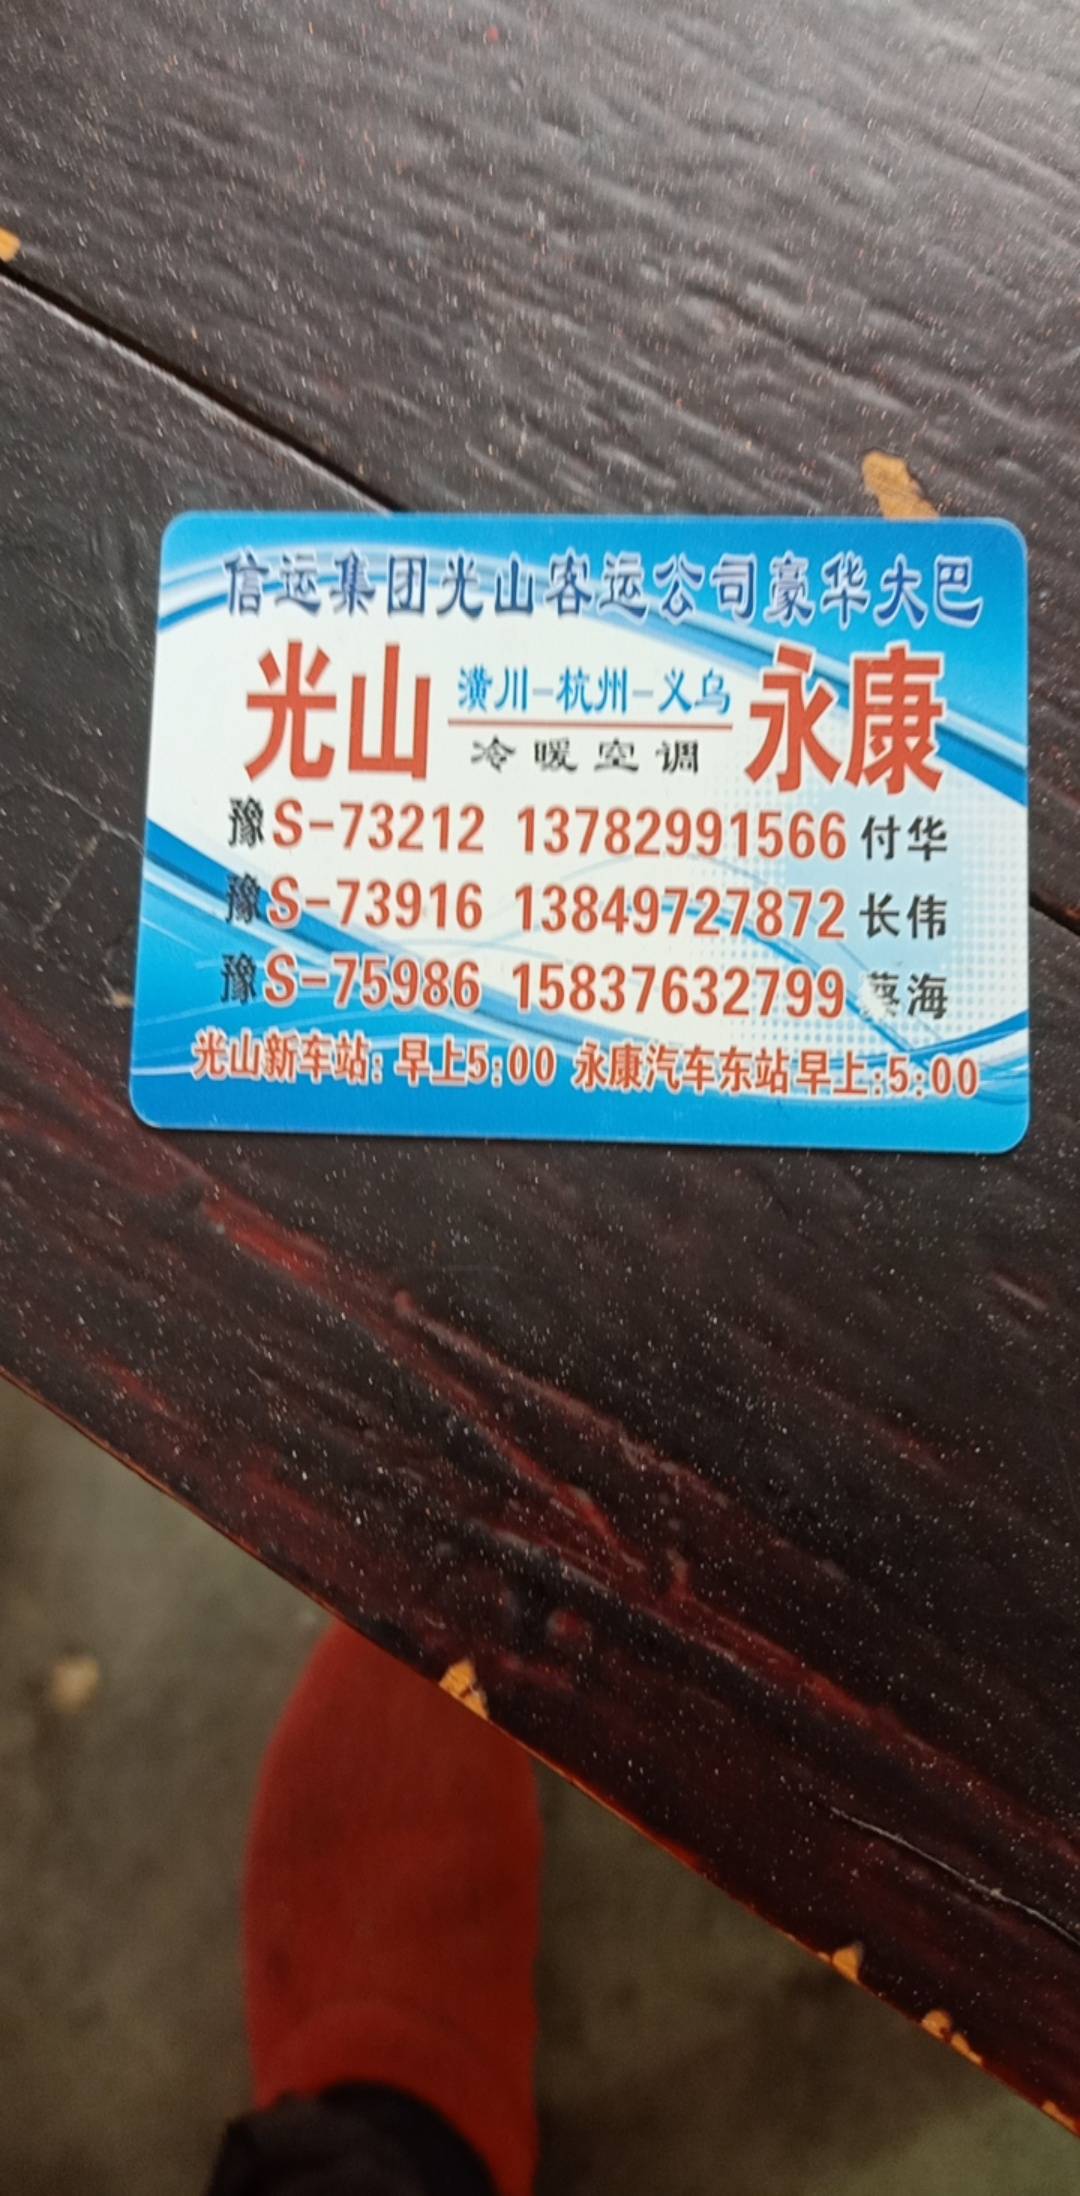 信运集团光山客运公司豪华大巴
光山 潢川-杭州-义乌 永康
冷暖空调
豫S-73212 13782991566 付华
豫S-73916 13849727872 长伟
豫S-75986 15837632799 蔡海
光山新车站: 早上5:00 永康汽车东站早上:5:00